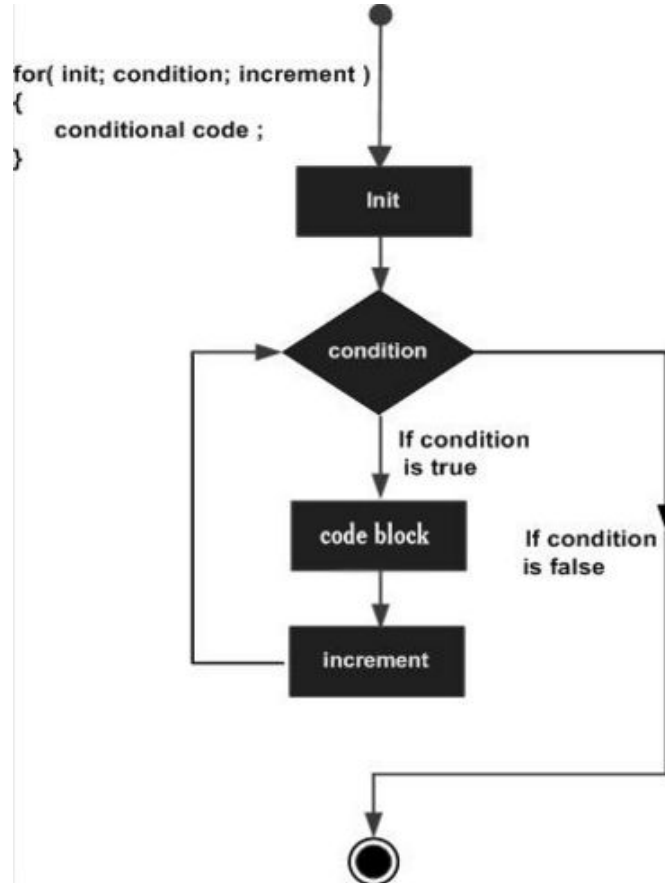 for( init; condition; increment )
{
conditional code ;
}
Init
condition
If condition
is true
code block
If condition
is false
increment